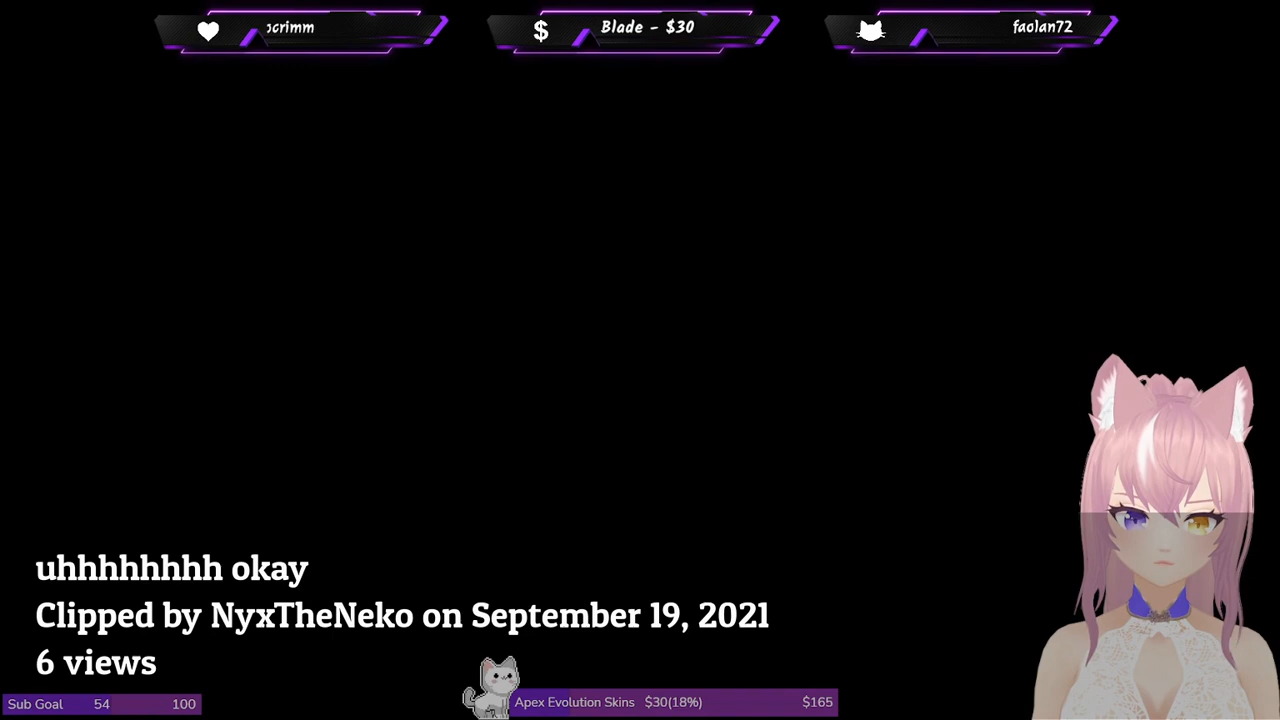 scrimm
$ Blade - $30
faolan72
uhhhhhhhh okay
Clipped by NyxTheNeko on September 19, 2021
6 views
Sub Goal 54 100
Apex Evolution Skins $30(18%) $165